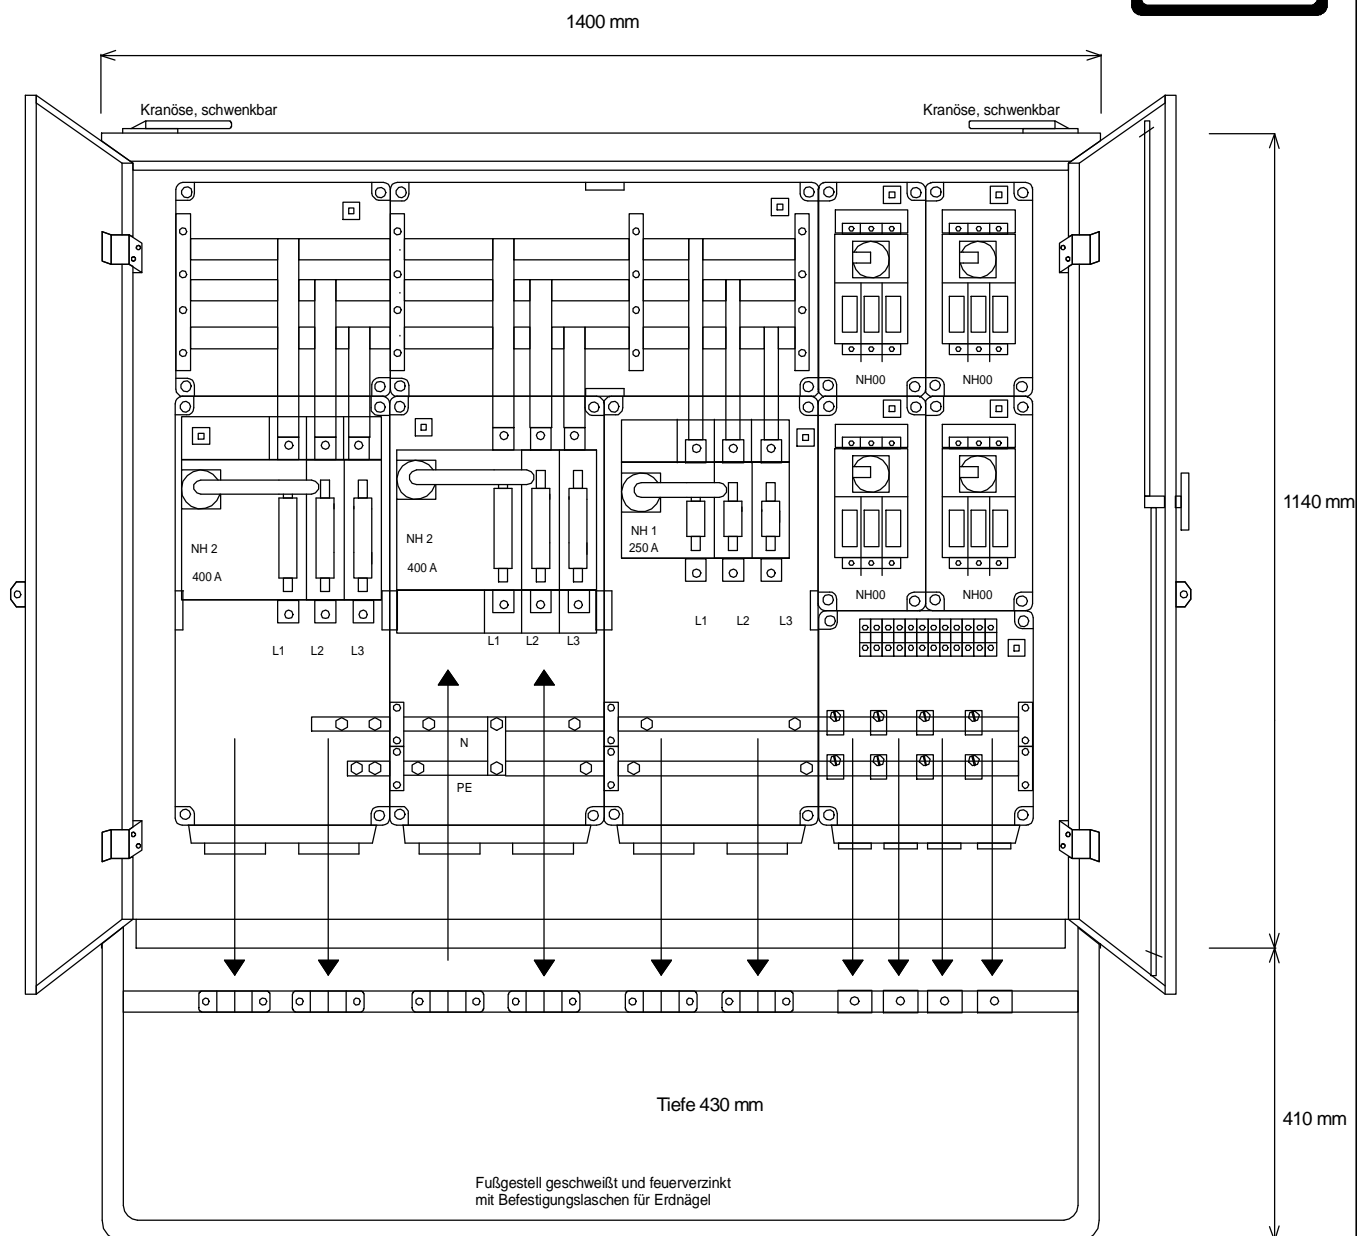 1400 mm
Kranöse, schwenkbar
Kranöse, schwenkbar
NH00
NH00
1140 mm
NH 2
400 A
NH 2
400 A
NH 1
250 A
NH00
NH00
L1
L2
L3
L1
L2
L3
L1
L2
L3
N
PE
Tiefe 430 mm
410 mm
Fußgestell geschweißt und feuerverzinkt
mit Befestigungslaschen für Erdnägel